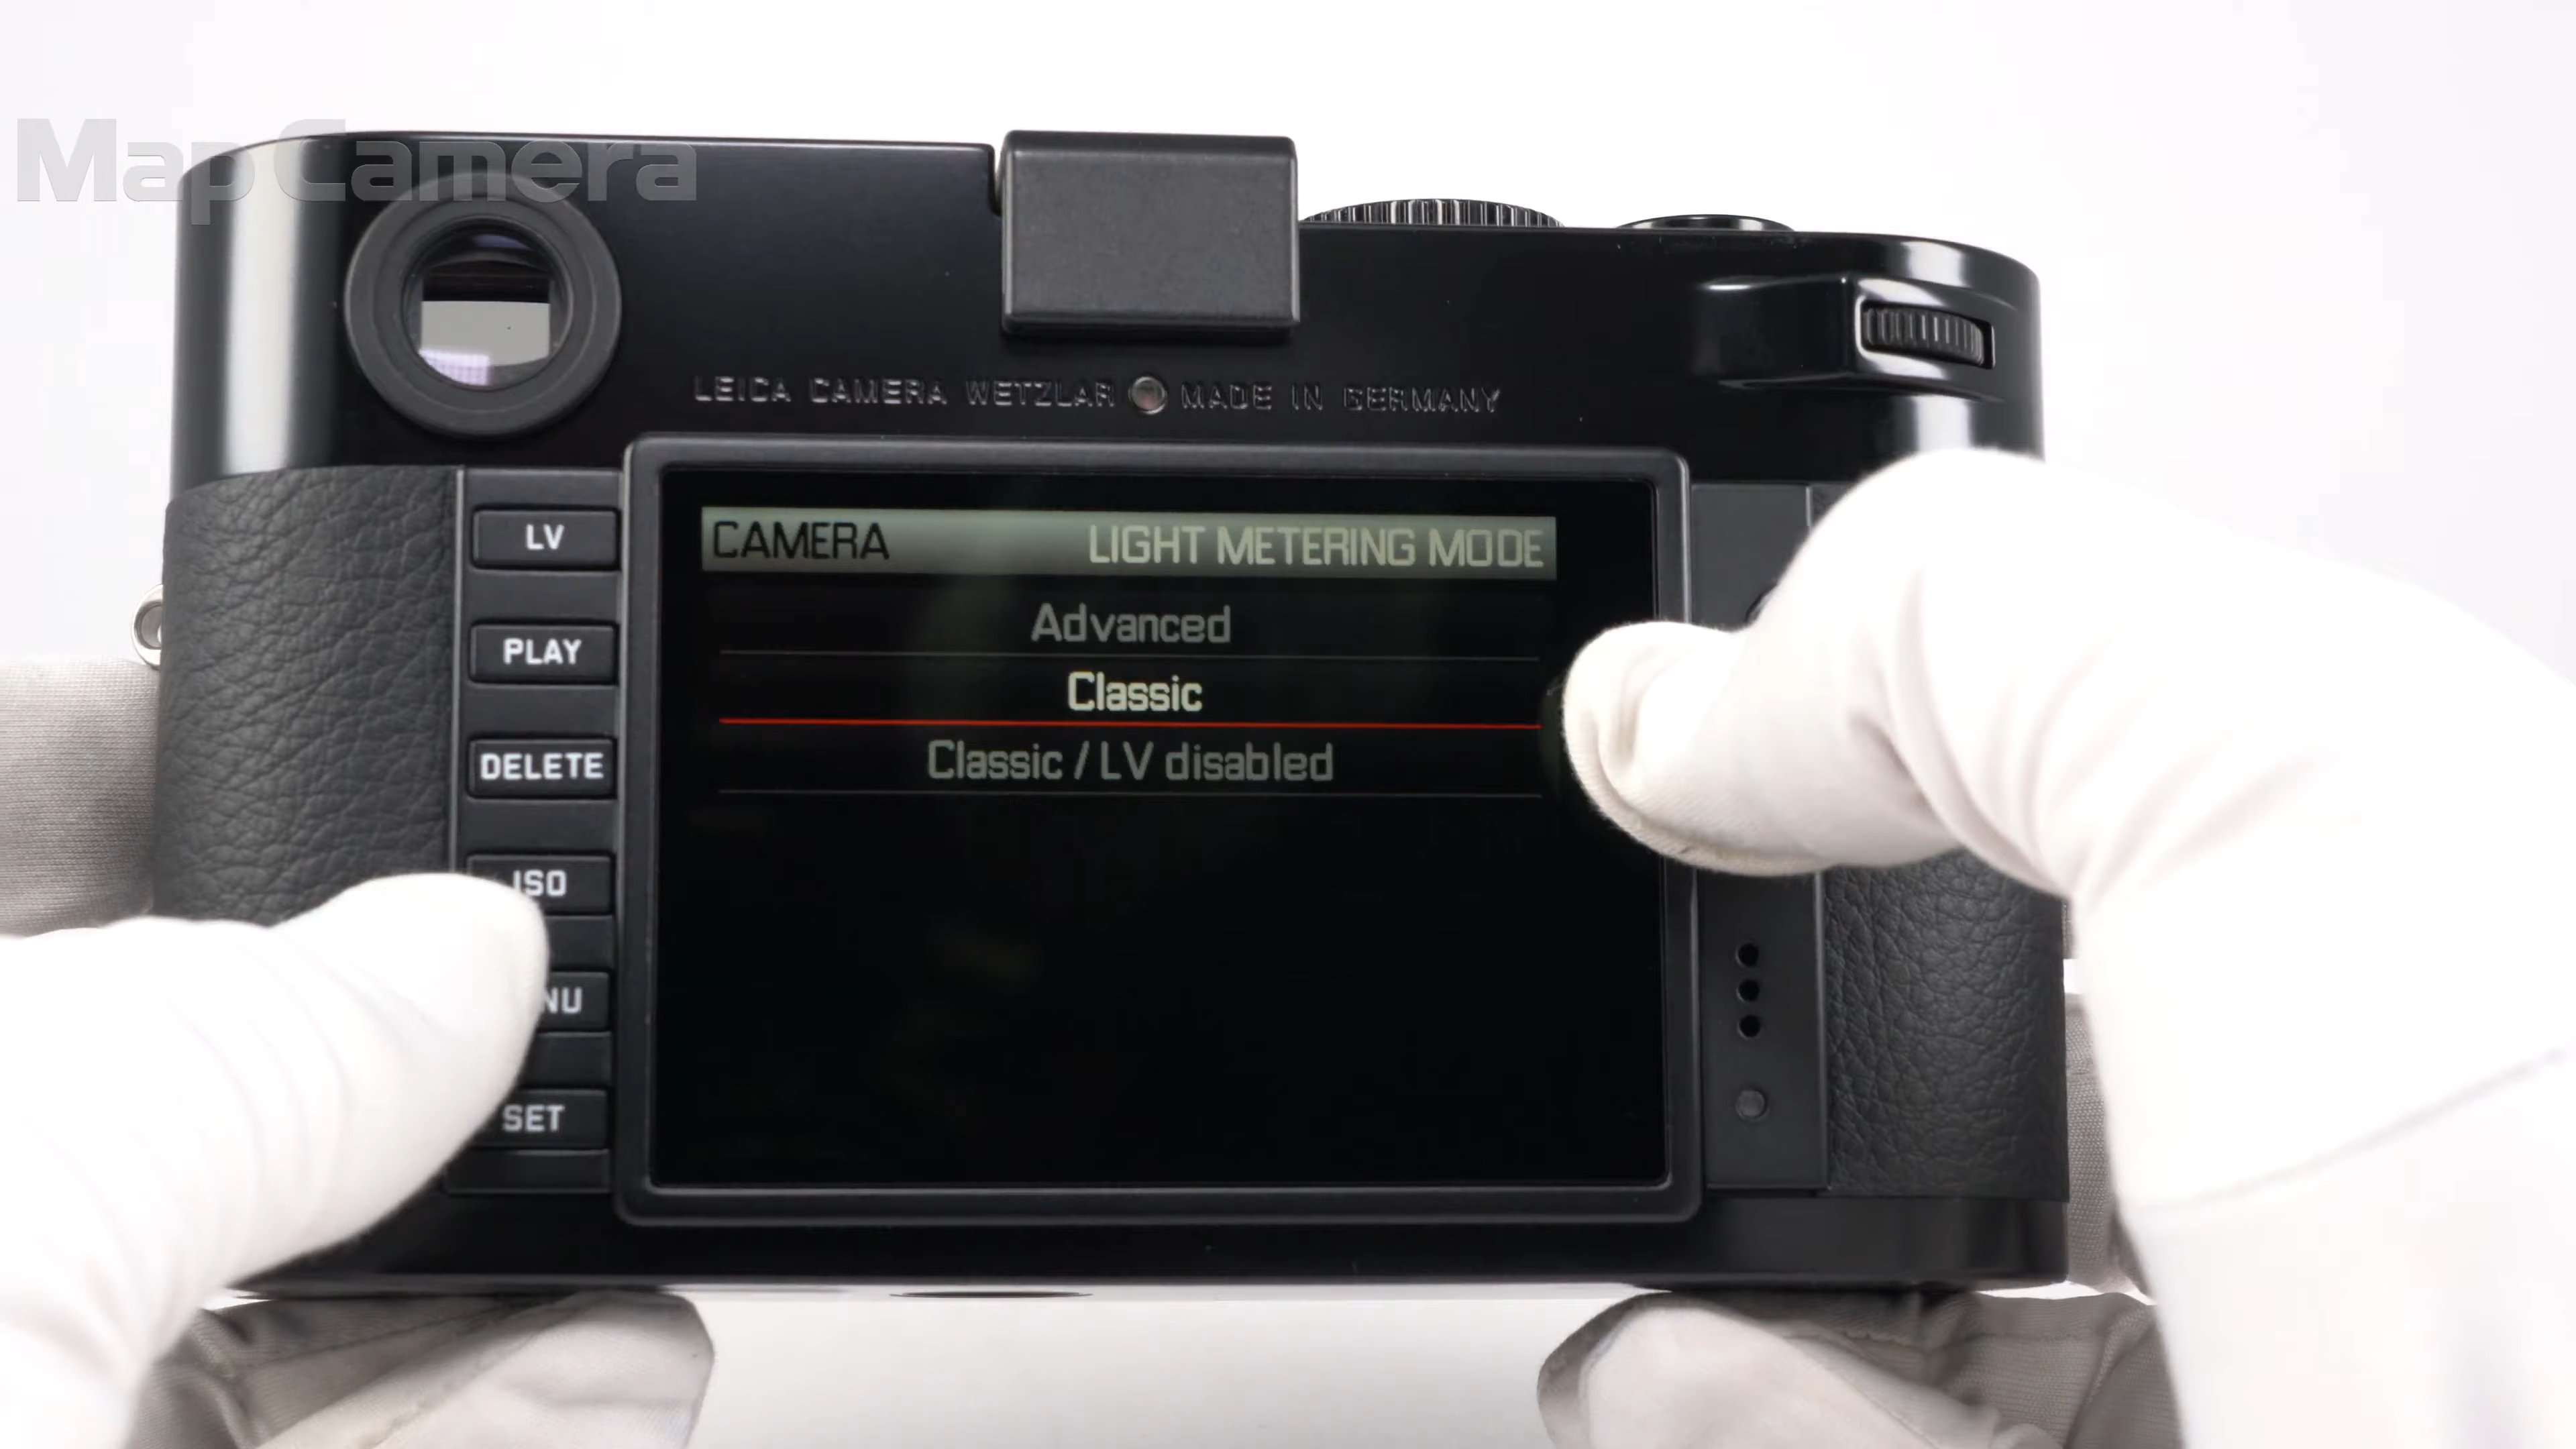 Map Camera
LEICA CAMERA WETZLAR MADE IN GERMANY
CAMERA LIGHT METERING MODE
Advanced
Classic
Classic / LV disabled
LV
PLAY
DELETE
ISO
NU
SET